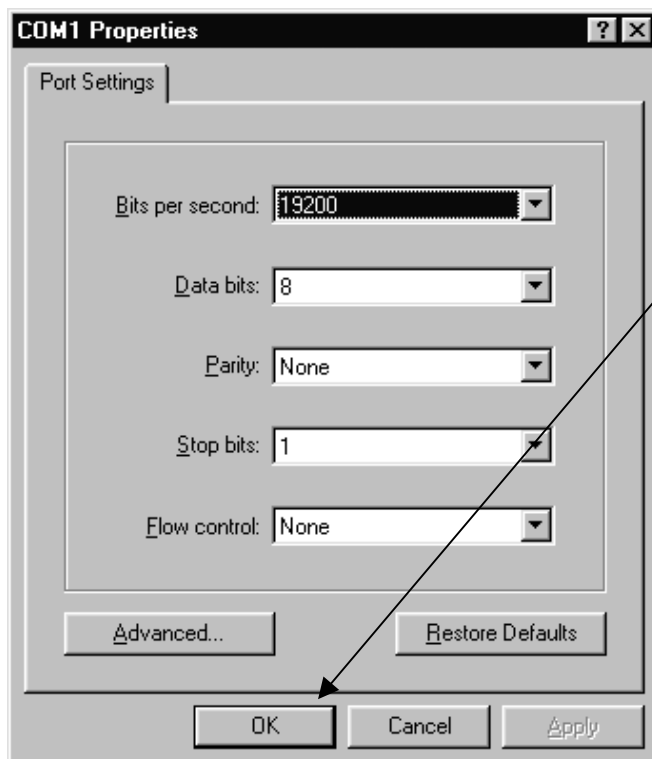 COM1 Properties
Port Settings
Bits per second: 19200
Data bits: 8
Parity: None
Stop bits: 1
Flow control: None
Advanced... Restore Defaults
OK Cancel Apply